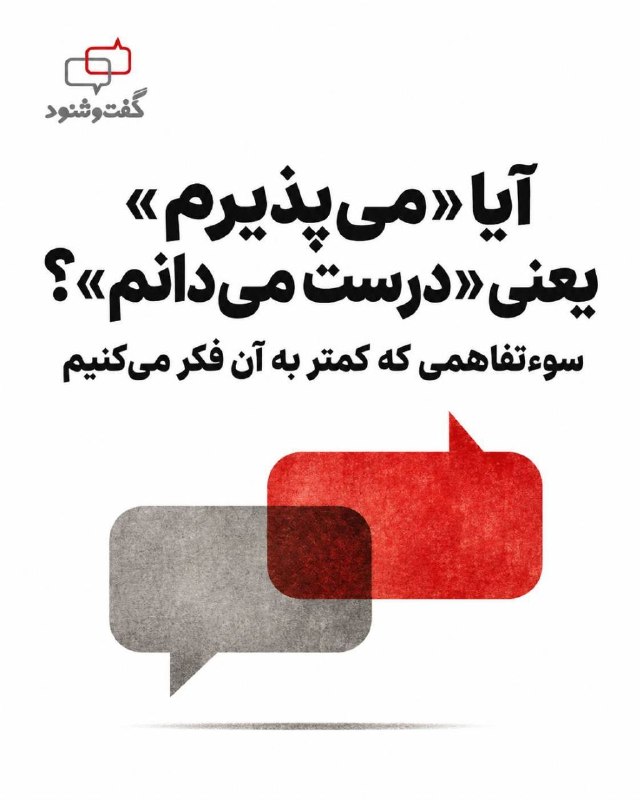 گفت‌وشنود
آیا «می‌پذیرم»
یعنی «درست می‌دانم»؟
سوءتفاهمی که کمتر به آن فکر می‌کنیم